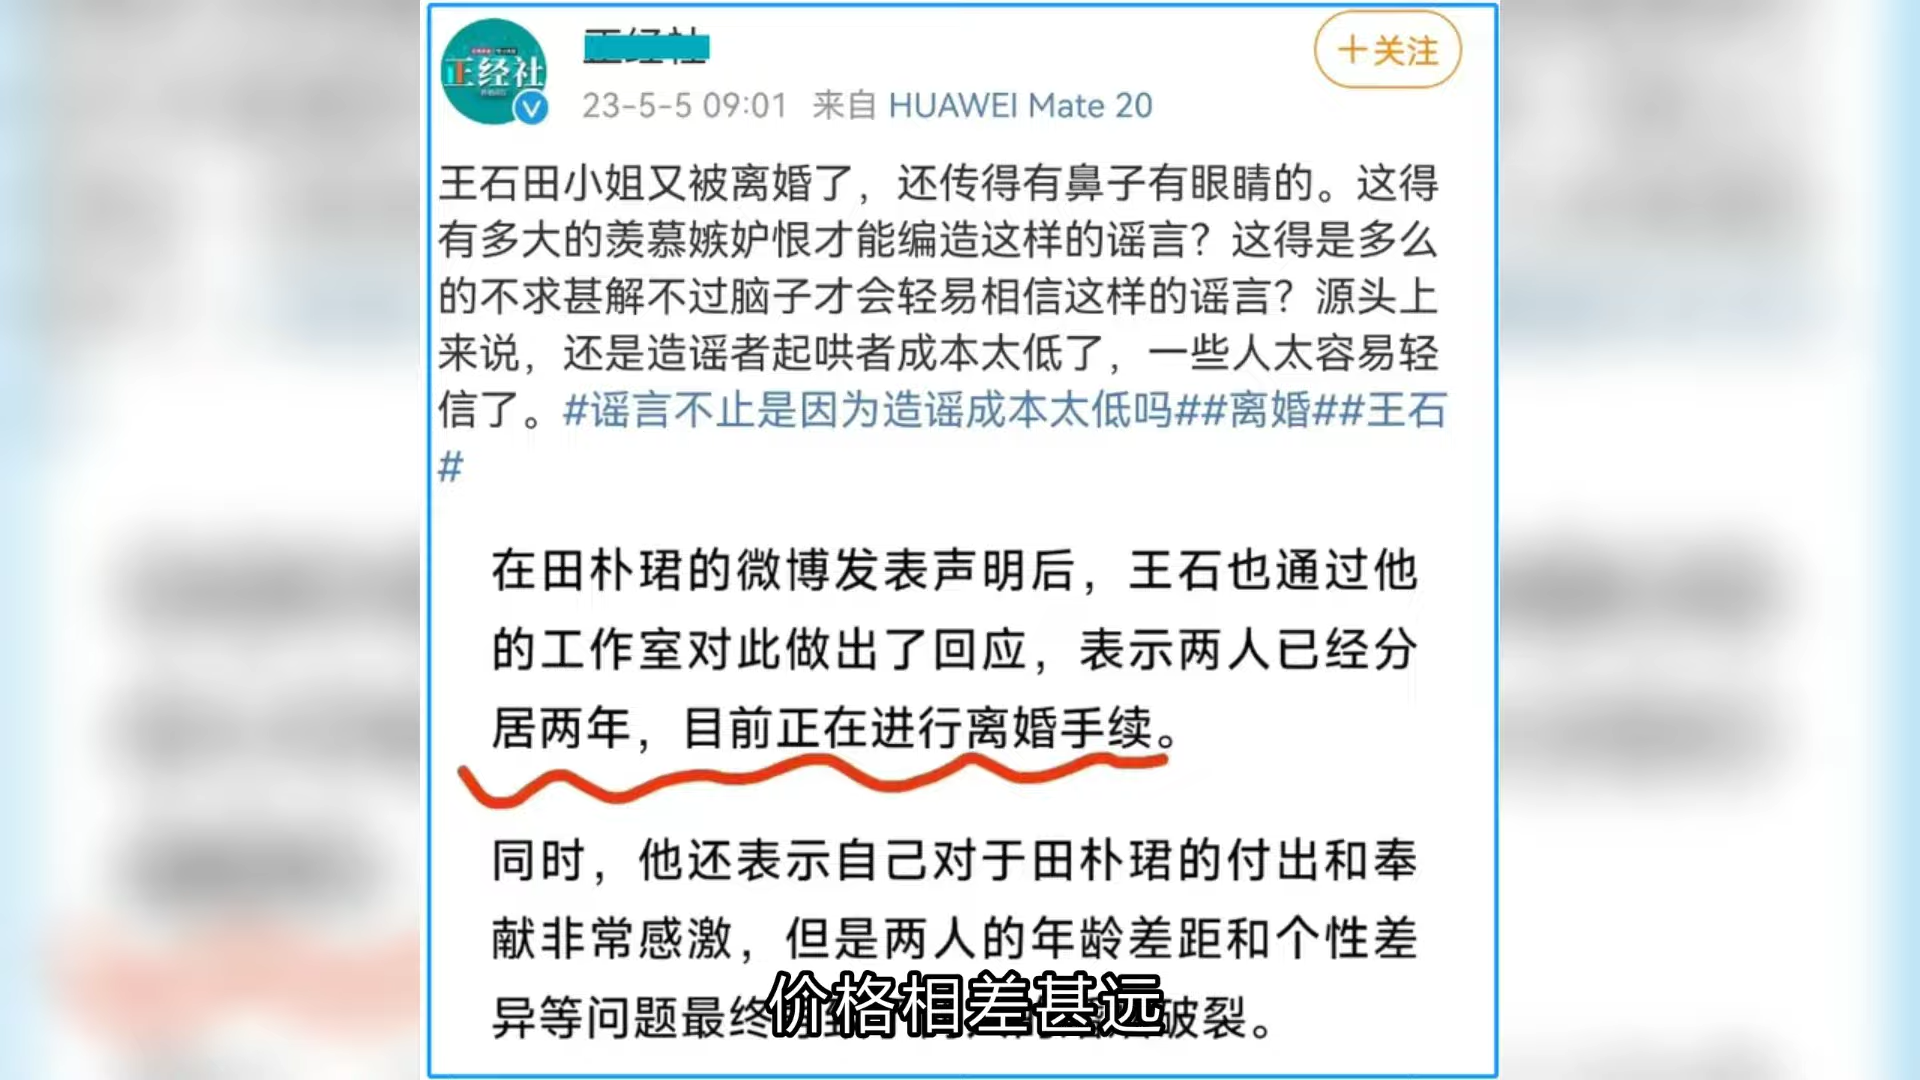 正经社
正经社
23-5-5 09:01 来自 HUAWEI Mate 20
＋关注
王石田小姐又被离婚了，还传得有鼻子有眼睛的。这得
有多大的羡慕嫉妒恨才能编造这样的谣言？这得是多么
的不求甚解不过脑子才会轻易相信这样的谣言？源头上
来说，还是造谣者起哄者成本太低了，一些人太容易轻
信了。#谣言不止是因为造谣成本太低吗##离婚##王石
#
在田朴珺的微博发表声明后，王石也通过他
的工作室对此做出了回应，表示两人已经分
居两年，目前正在进行离婚手续。
同时，他还表示自己对于田朴珺的付出和奉
献非常感激，但是两人的年龄差距和个性差
异等问题最终 破裂。
价格相差甚远